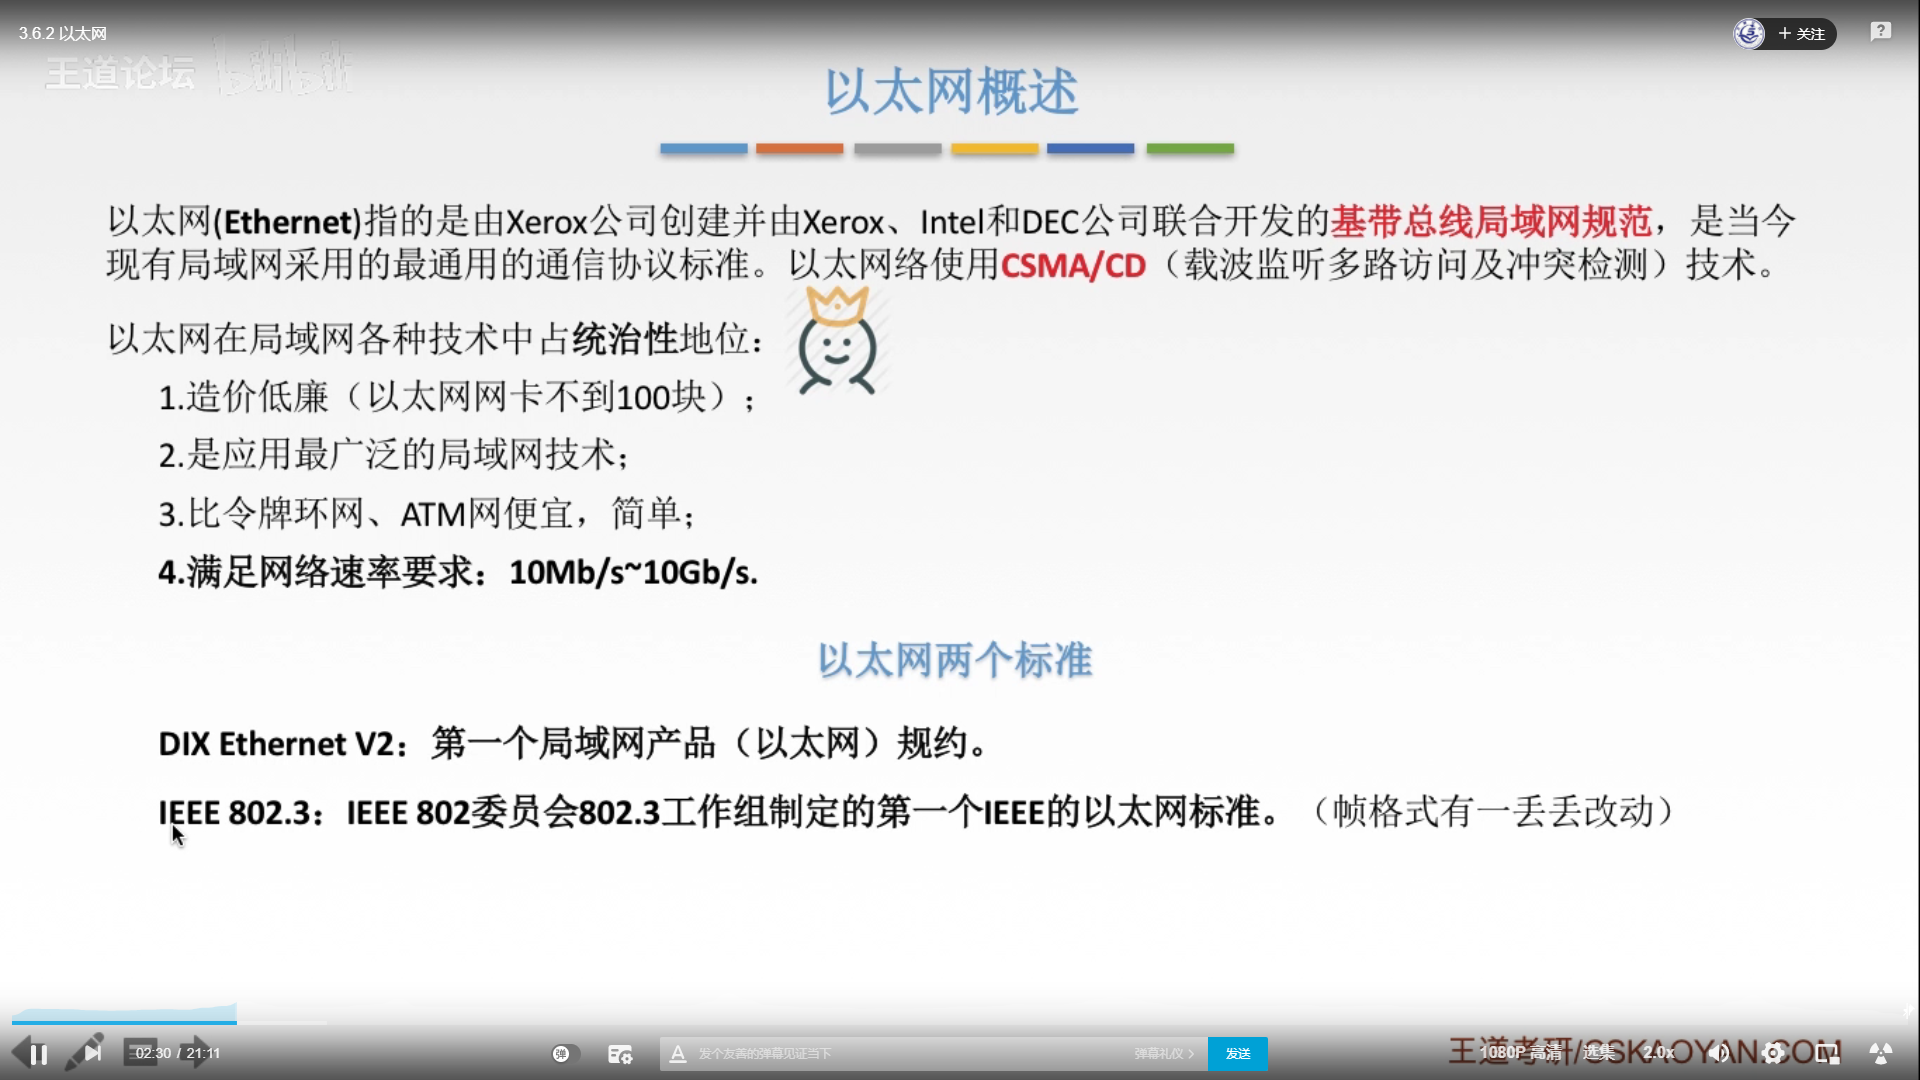 3.6.2 以太网
+ 关注
王道论坛 bilibili
以太网概述
以太网(Ethernet)指的是由Xerox公司创建并由Xerox、Intel和DEC公司联合开发的基带总线局域网规范，是当今
现有局域网采用的最通用的通信协议标准。以太网络使用CSMA/CD（载波监听多路访问及冲突检测）技术。
以太网在局域网各种技术中占统治性地位：
1.造价低廉（以太网网卡不到100块）；
2.是应用最广泛的局域网技术；
3.比令牌环网、ATM网便宜，简单；
4.满足网络速率要求：10Mb/s~10Gb/s.
以太网两个标准
DIX Ethernet V2：第一个局域网产品（以太网）规约。
IEEE 802.3：IEEE 802委员会802.3工作组制定的第一个IEEE的以太网标准。（帧格式有一丢丢改动）
02:30 / 21:11
弹
A 发个友善的弹幕见证当下
弹幕礼仪
发送
王道考研/CSKAOYAN.COM
1080P 高清
选集
2.0x